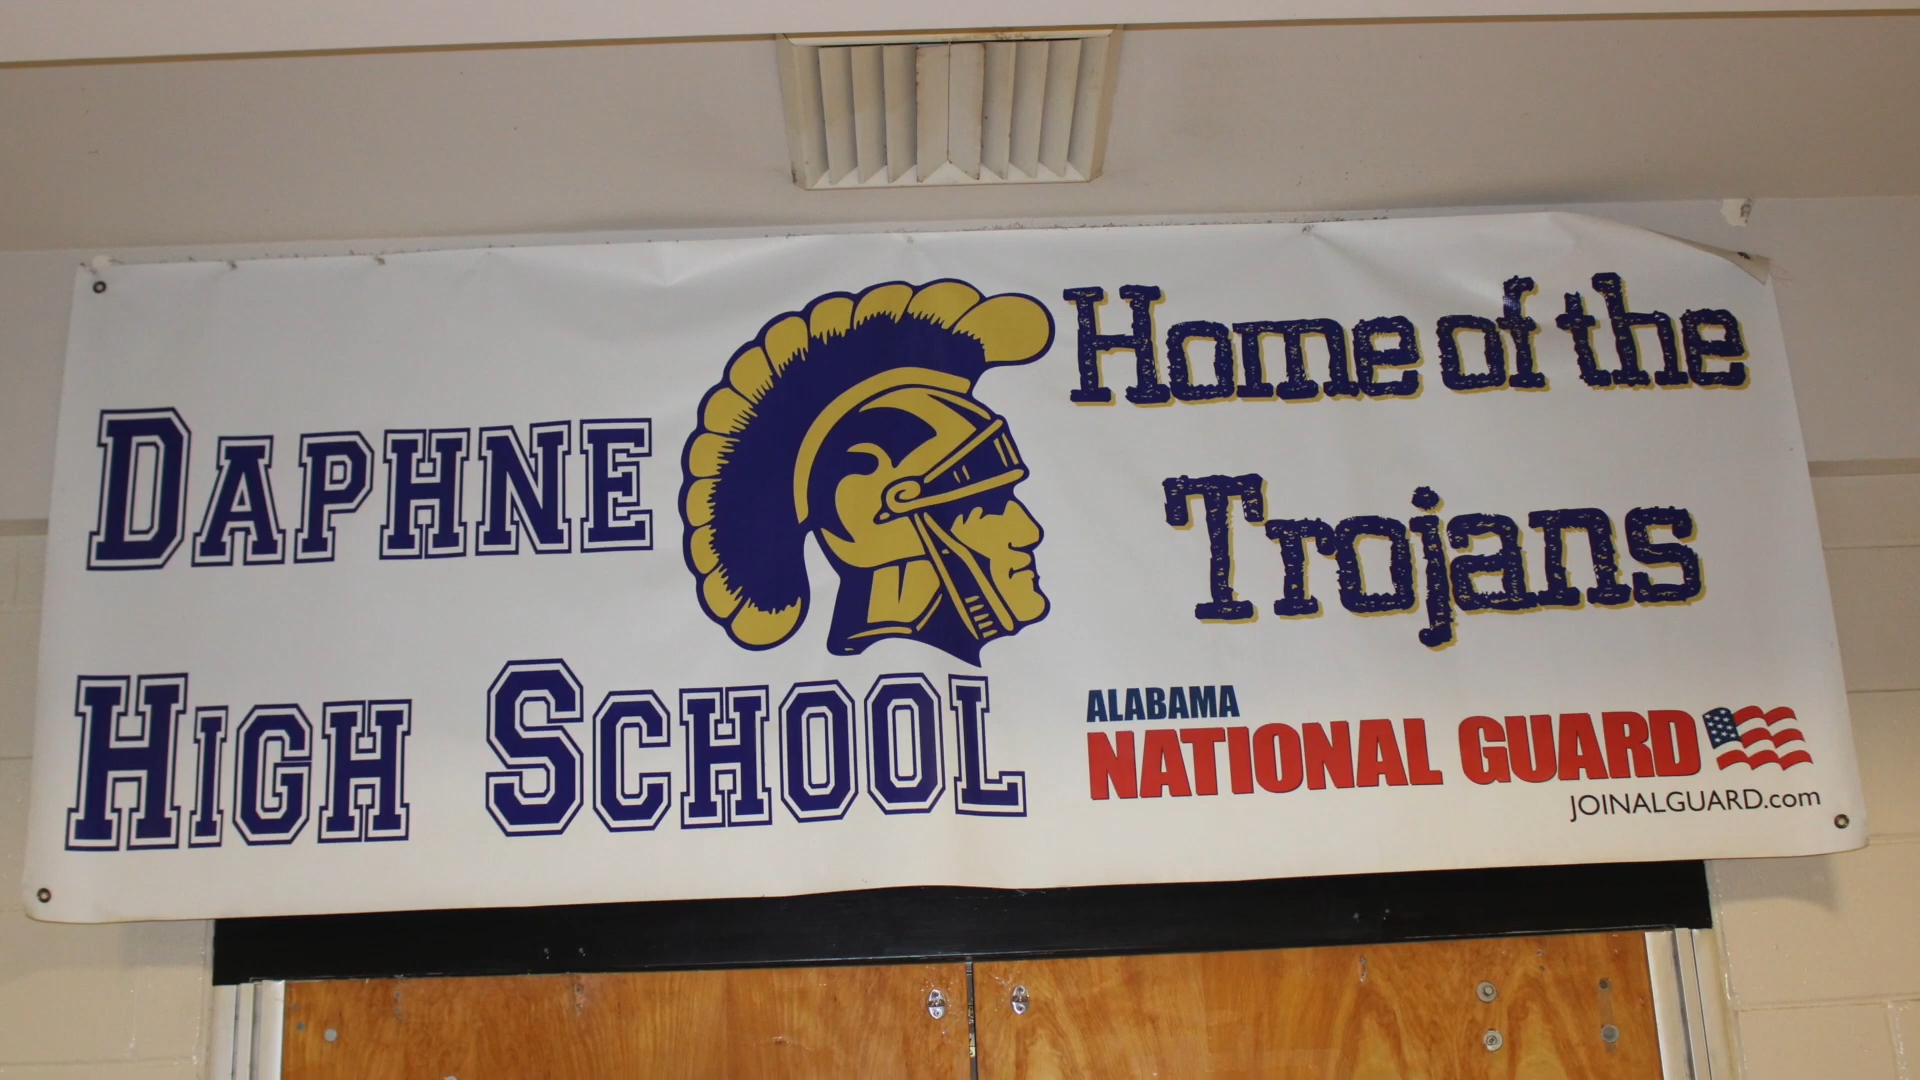 DAPHNE
HIGH SCHOOL
Home of the
Trojans
ALABAMA
NATIONAL GUARD
JOINALGUARD.com